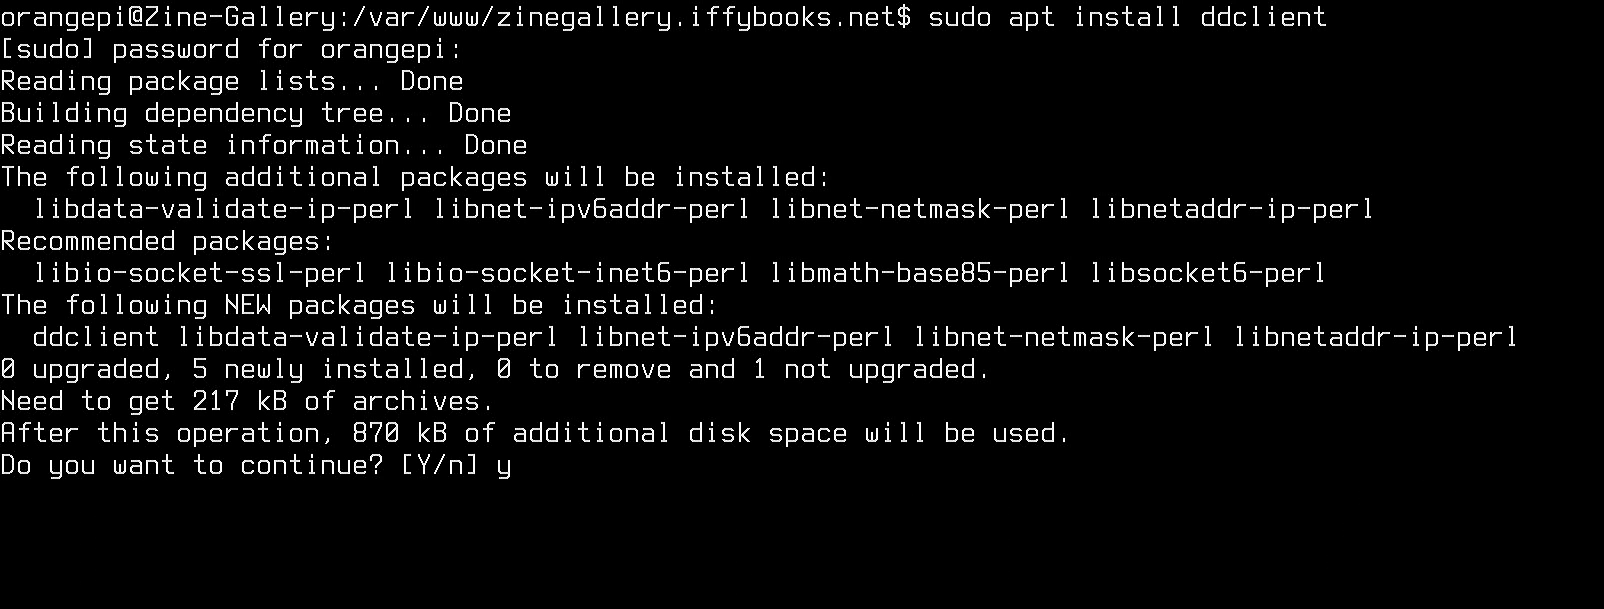 orangepi@Zine-Gallery:/var/www/zinegallery.iffybooks.net$ sudo apt install ddclient
[sudo] password for orangepi:
Reading package lists... Done
Building dependency tree... Done
Reading state information... Done
The following additional packages will be installed:
  libdata-validate-ip-perl libnet-ipv6addr-perl libnet-netmask-perl libnetaddr-ip-perl
Recommended packages:
  libio-socket-ssl-perl libio-socket-inet6-perl libmath-base85-perl libsocket6-perl
The following NEW packages will be installed:
  ddclient libdata-validate-ip-perl libnet-ipv6addr-perl libnet-netmask-perl libnetaddr-ip-perl
0 upgraded, 5 newly installed, 0 to remove and 1 not upgraded.
Need to get 217 kB of archives.
After this operation, 870 kB of additional disk space will be used.
Do you want to continue? [Y/n] y